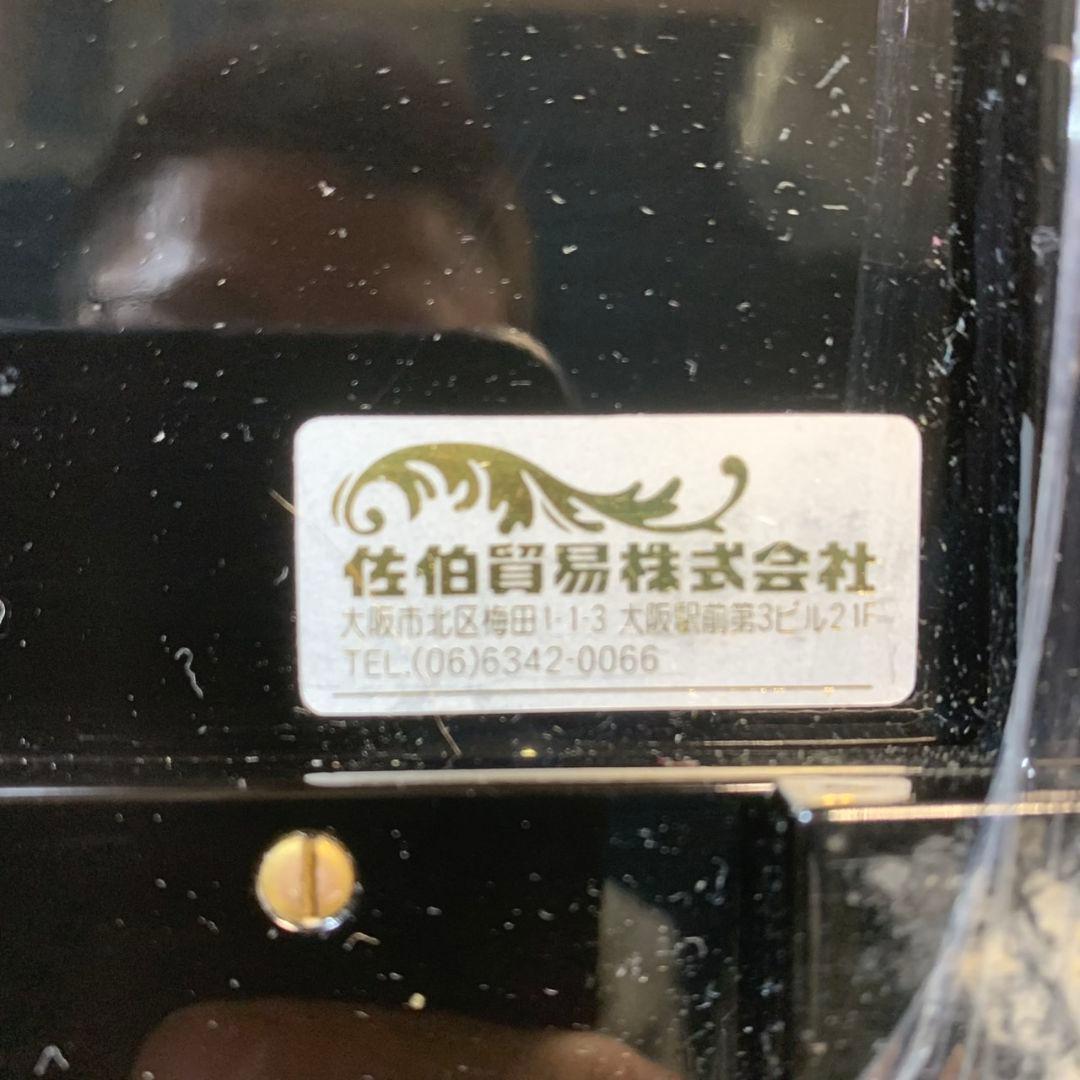 佐伯貿易株式会社
大阪市北区梅田1-1-3 大阪駅前第3ビル21F
TEL.(06)6342-0066